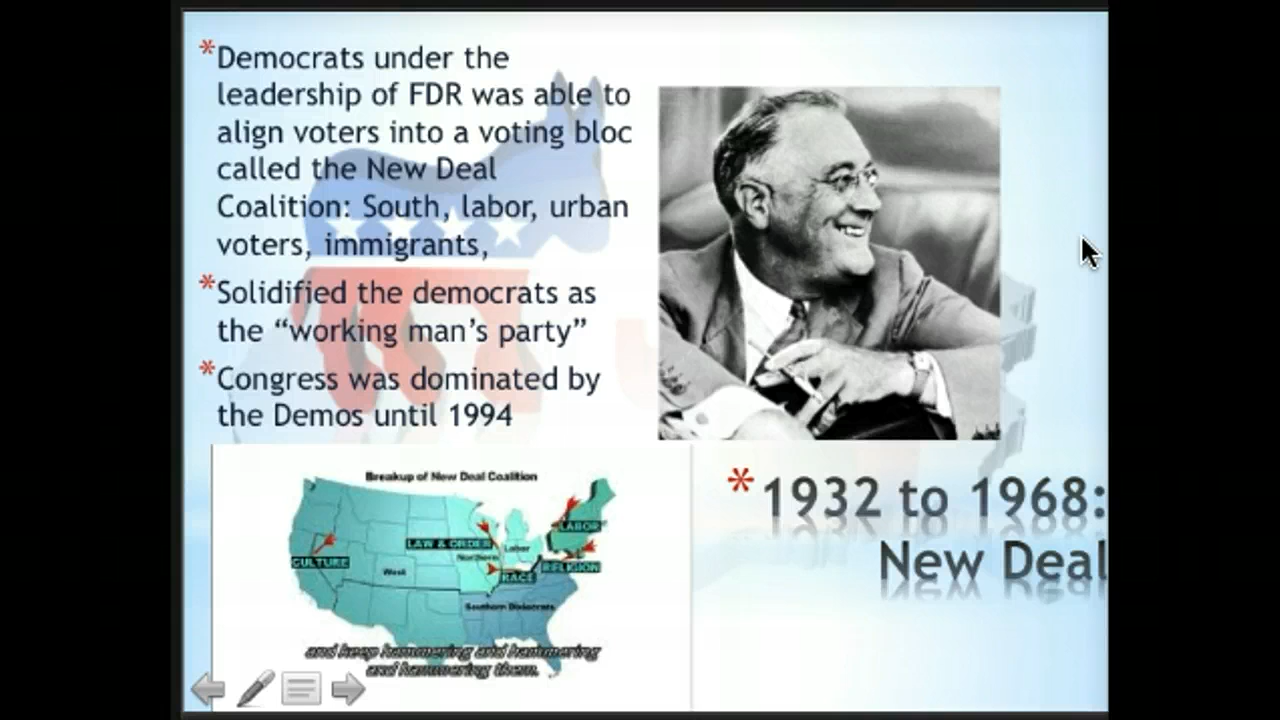 *Democrats under the
leadership of FDR was able to
align voters into a voting bloc
called the New Deal
Coalition: South, labor, urban
voters, immigrants,
*Solidified the democrats as
the “working man’s party”
*Congress was dominated by
the Demos until 1994
Breakup of New Deal Coalition
LABOR
LAW & ORDER
Labor
Northern
CULTURE
West
RACE
RELIGION
Southern Democrats
and keep hammering and hammering
and hammering them.
*1932 to 1968:
New Deal